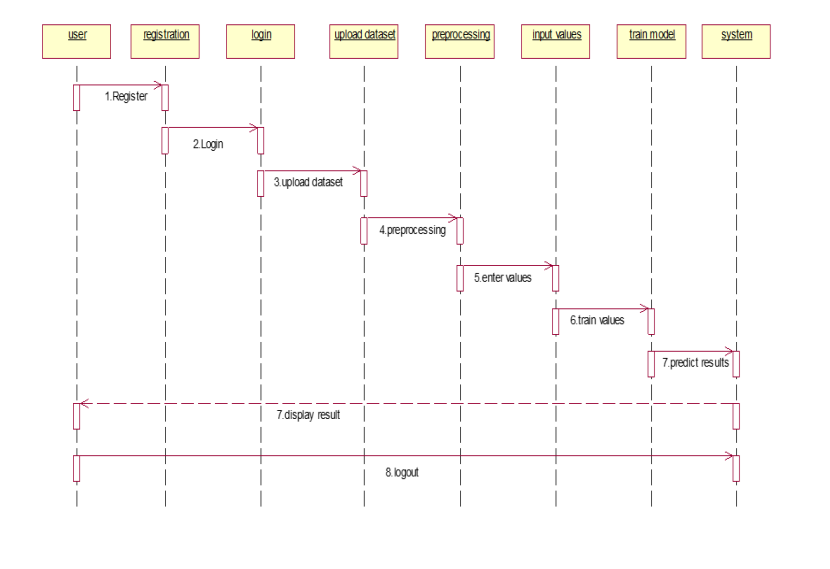 user
registration
login
upload dataset
preprocessing
input values
train model
system
1.Register
2.Login
3.upload dataset
4.preprocessing
5.enter values
6.train values
7.predict results
7.display result
8.logout